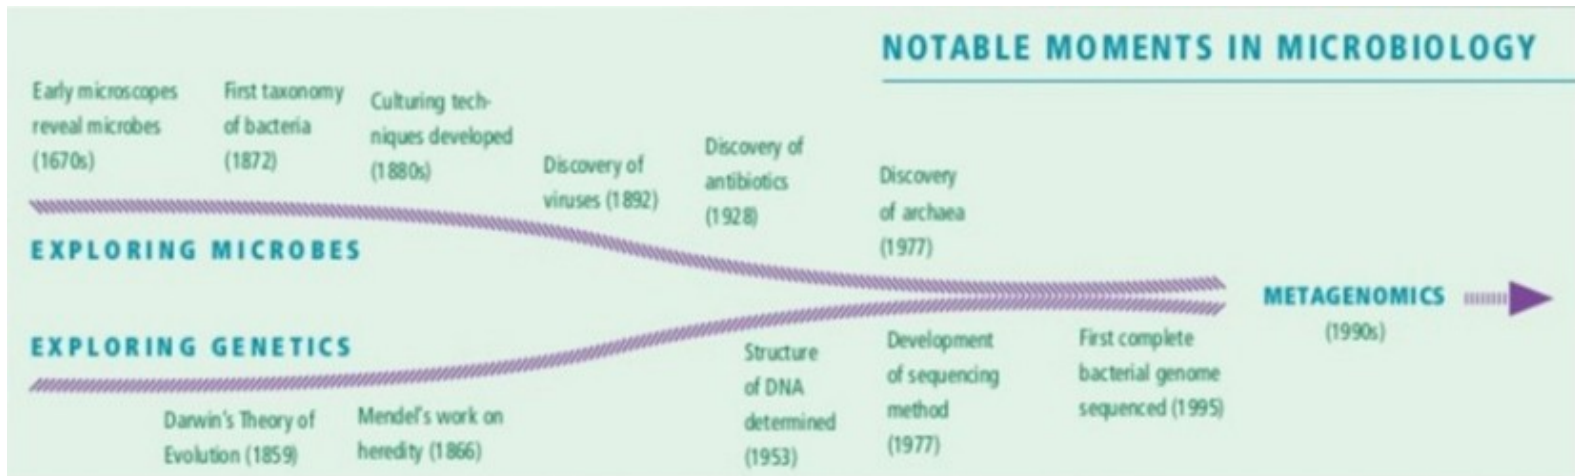 NOTABLE MOMENTS IN MICROBIOLOGY
Early microscopes
reveal microbes
(1670s)
First taxonomy
of bacteria
(1872)
Culturing tech-
niques developed
(1880s)
Discovery of
viruses (1892)
Discovery of
antibiotics
(1928)
Discovery
of archaea
(1977)
EXPLORING MICROBES
METAGENOMICS
(1990s)
EXPLORING GENETICS
Darwin's Theory of
Evolution (1859)
Mendel's work on
heredity (1866)
Structure
of DNA
determined
(1953)
Development
of sequencing
method
(1977)
First complete
bacterial genome
sequenced (1995)